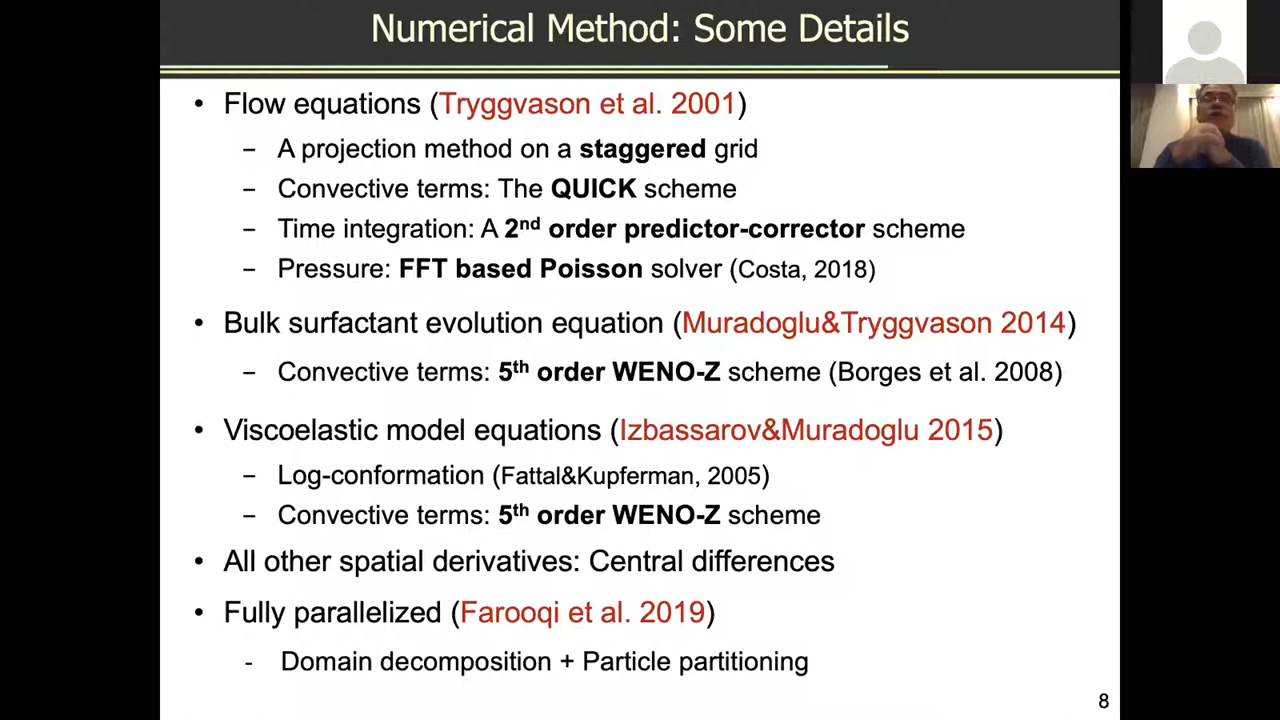 Numerical Method: Some Details
• Flow equations (Tryggvason et al. 2001)
– A projection method on a staggered grid
– Convective terms: The QUICK scheme
– Time integration: A 2nd order predictor-corrector scheme
– Pressure: FFT based Poisson solver (Costa, 2018)
• Bulk surfactant evolution equation (Muradoglu&Tryggvason 2014)
– Convective terms: 5th order WENO-Z scheme (Borges et al. 2008)
• Viscoelastic model equations (Izbassarov&Muradoglu 2015)
– Log-conformation (Fattal&Kupferman, 2005)
– Convective terms: 5th order WENO-Z scheme
• All other spatial derivatives: Central differences
• Fully parallelized (Farooqi et al. 2019)
- Domain decomposition + Particle partitioning
8